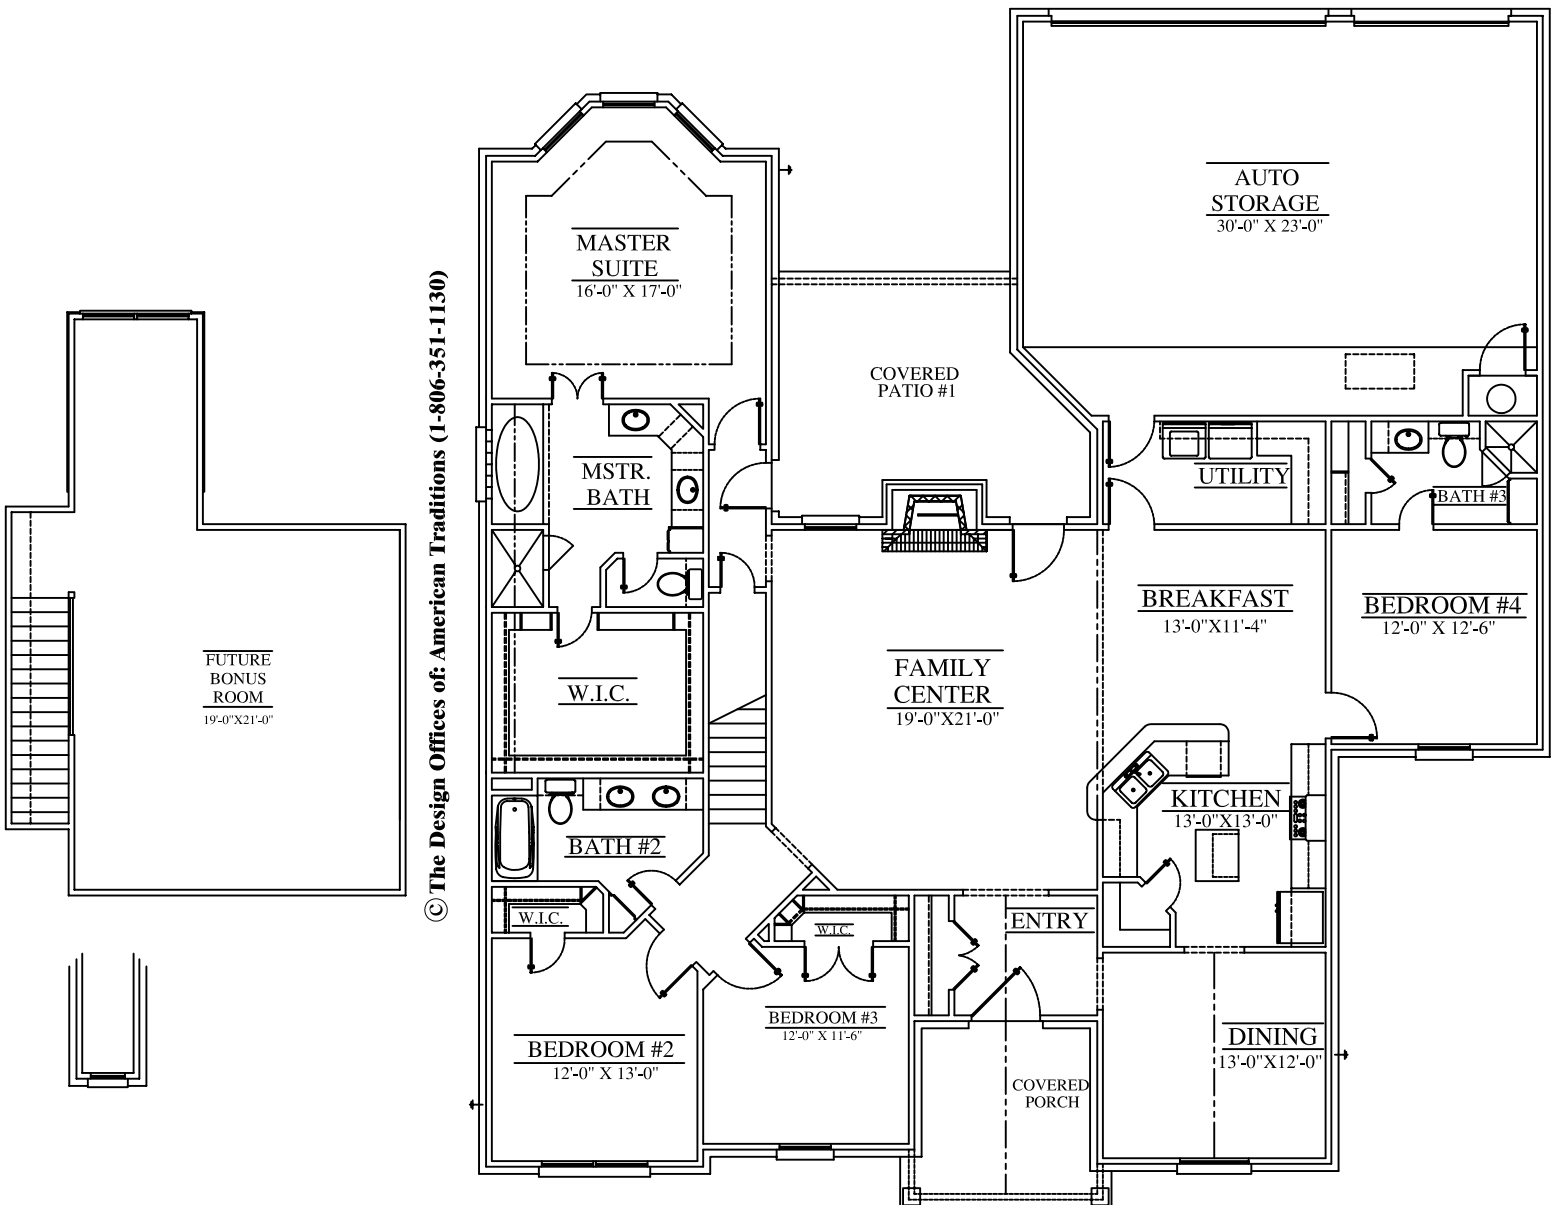 AUTO
STORAGE
30'-0" X 23'-0"
MASTER
SUITE
16'-0" X 17'-0"
COVERED
PATIO #1
© The Design Offices of: American Traditions (1-806-351-1130)
MSTR.
BATH
UTILITY
BATH #3
BREAKFAST
13'-0"X11'-4"
BEDROOM #4
12'-0" X 12'-6"
FUTURE
BONUS
ROOM
19'-0"X21'-0"
FAMILY
CENTER
19'-0"X21'-0"
W.I.C.
KITCHEN
13'-0"X13'-0"
BATH #2
W.I.C.
W.I.C.
ENTRY
BEDROOM #3
12'-0" X 11'-6"
BEDROOM #2
12'-0" X 13'-0"
DINING
13'-0"X12'-0"
COVERED
PORCH